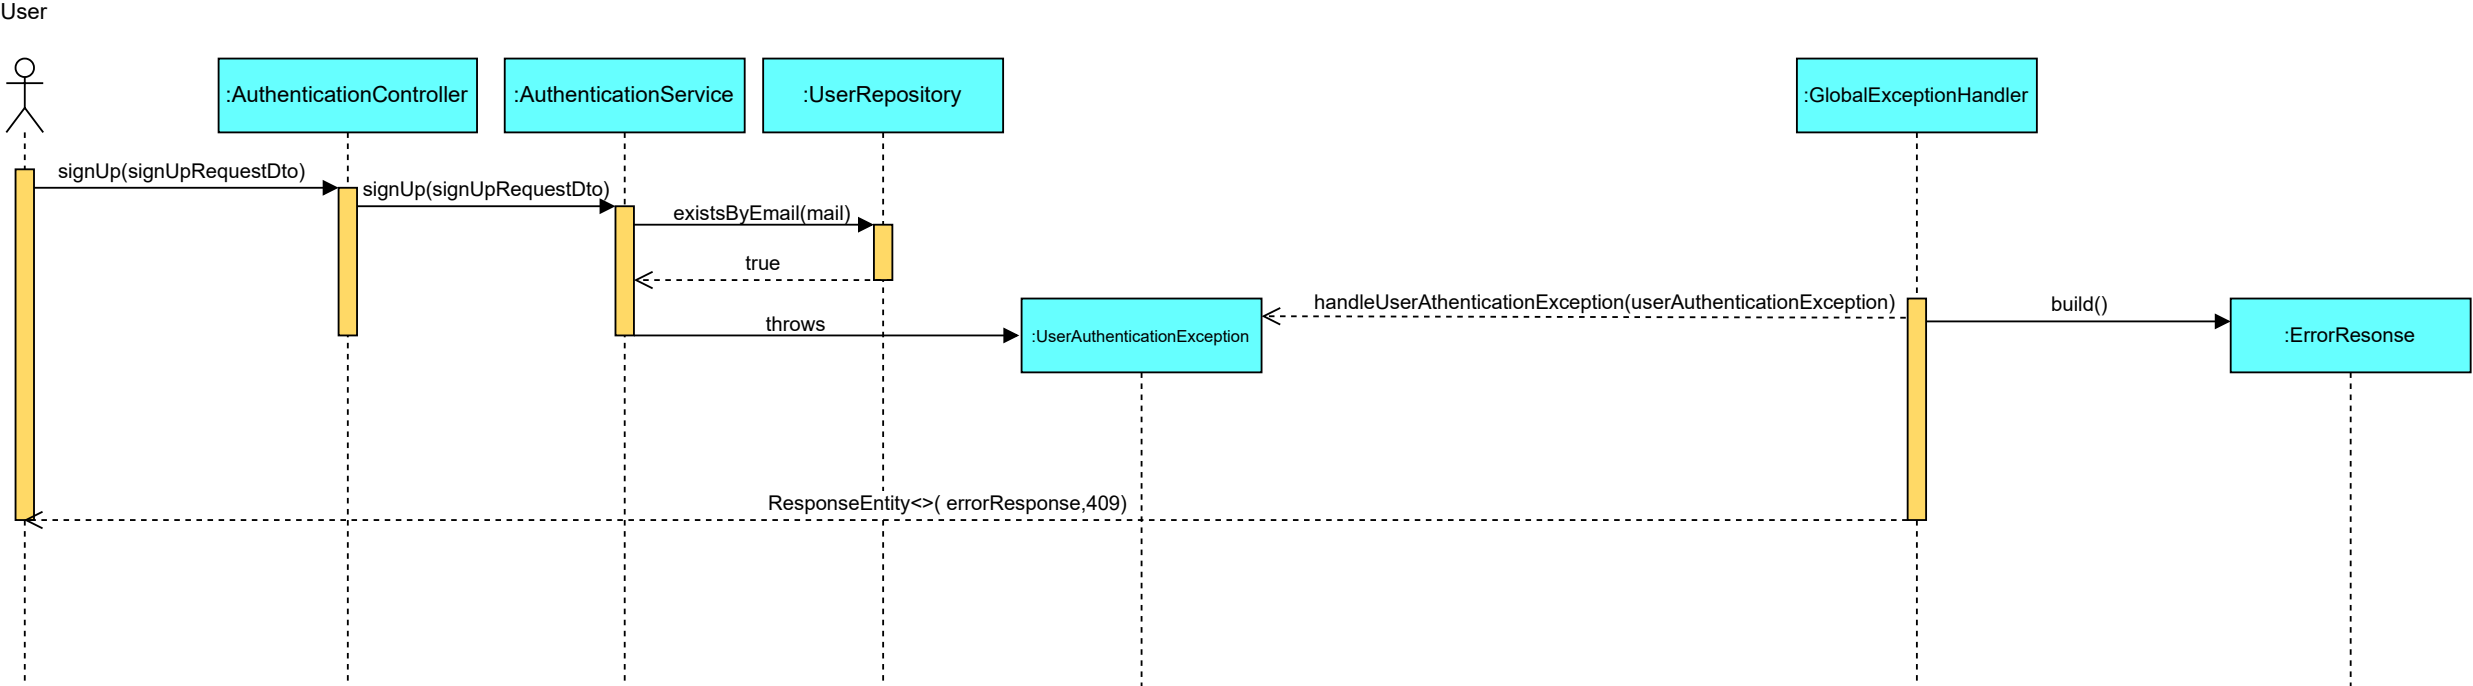 User
:AuthenticationController
:AuthenticationService
:UserRepository
:GlobalExceptionHandler
signUp(signUpRequestDto)
signUp(signUpRequestDto)
existsByEmail(mail)
true
handleUserAthenticationException(userAuthenticationException)
build()
throws
:UserAuthenticationException
:ErrorResonse
ResponseEntity<>( errorResponse,409)